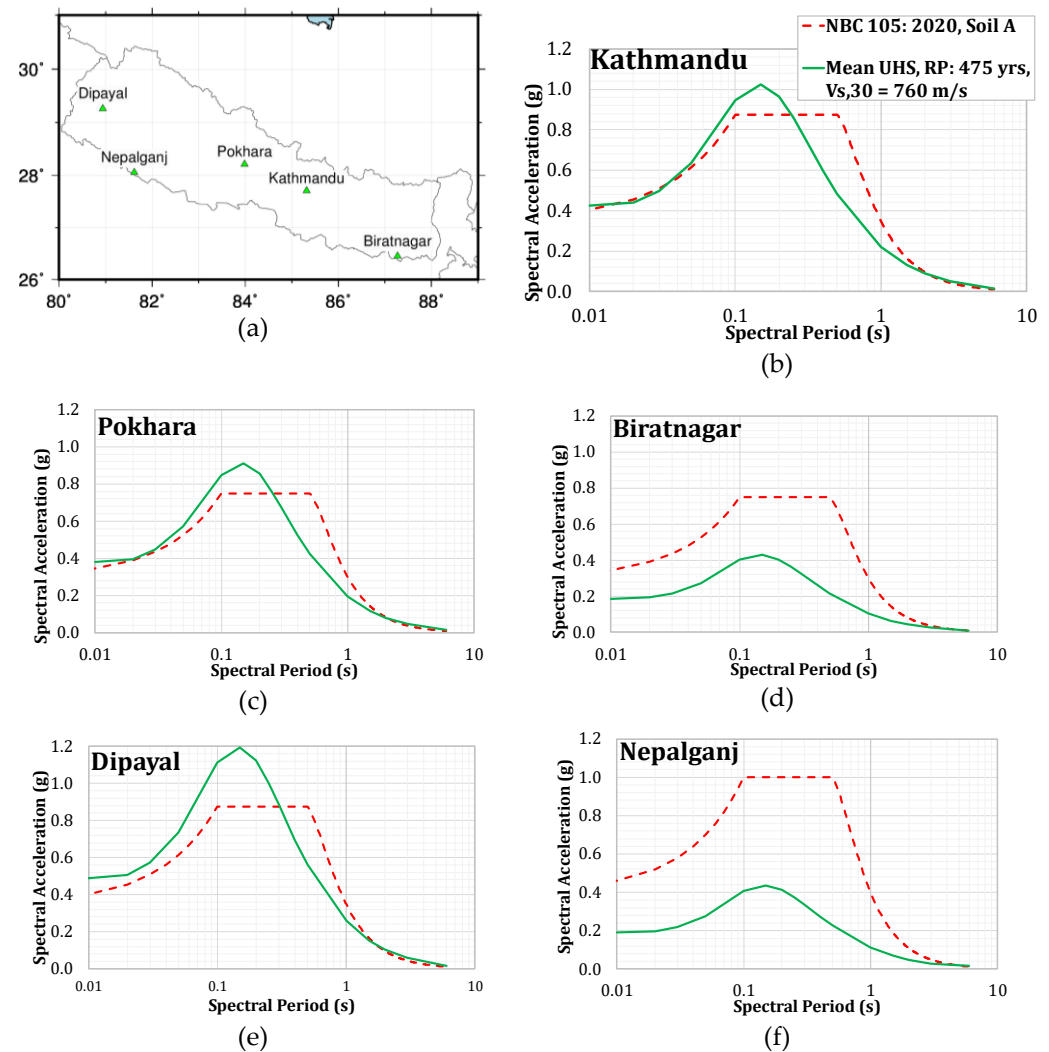 30°
28°
26°
80°
82°
84°
86°
88°
Dipayal
Nepalganj
Pokhara
Kathmandu
Biratnagar
(a)
Kathmandu
NBC 105: 2020, Soil A
Mean UHS, RP: 475 yrs,
Vs,30 = 760 m/s
Spectral Acceleration (g)
1.2
1.0
0.8
0.6
0.4
0.2
0.0
0.01
0.1
1
10
Spectral Period (s)
(b)
Pokhara
Spectral Acceleration (g)
1.2
1.0
0.8
0.6
0.4
0.2
0.0
0.01
0.1
1
10
Spectral Period (s)
(c)
Biratnagar
Spectral Acceleration (g)
1.2
1.0
0.8
0.6
0.4
0.2
0.0
0.01
0.1
1
10
Spectral Period (s)
(d)
Dipayal
Spectral Acceleration (g)
1.2
1.0
0.8
0.6
0.4
0.2
0.0
0.01
0.1
1
10
Spectral Period (s)
(e)
Nepalganj
Spectral Acceleration (g)
1.2
1.0
0.8
0.6
0.4
0.2
0.0
0.01
0.1
1
10
Spectral Period (s)
(f)